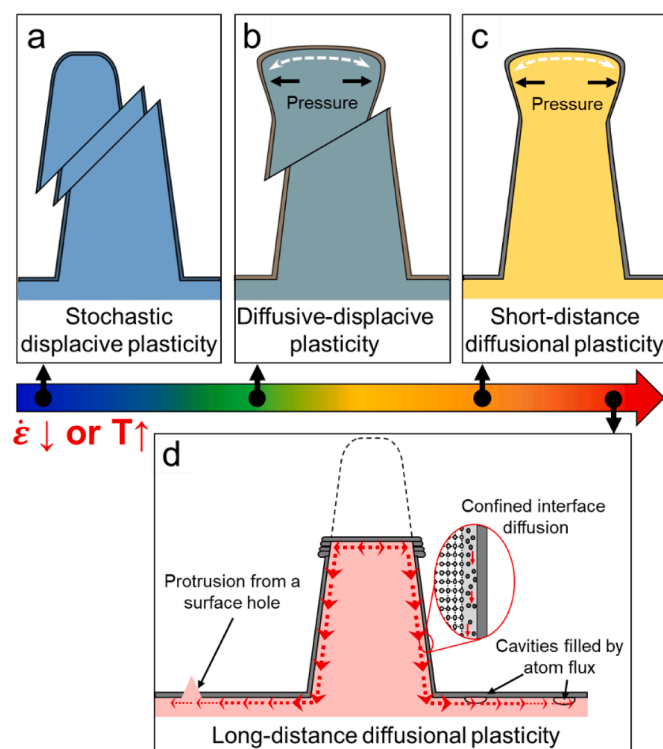 a
b
c
Pressure
Pressure
Stochastic
displacive plasticity
Diffusive-displacive
plasticity
Short-distance
diffusional plasticity
ε̇ ↓ or T↑
d
Confined interface
diffusion
Protrusion from a
surface hole
Cavities filled by
atom flux
Long-distance diffusional plasticity